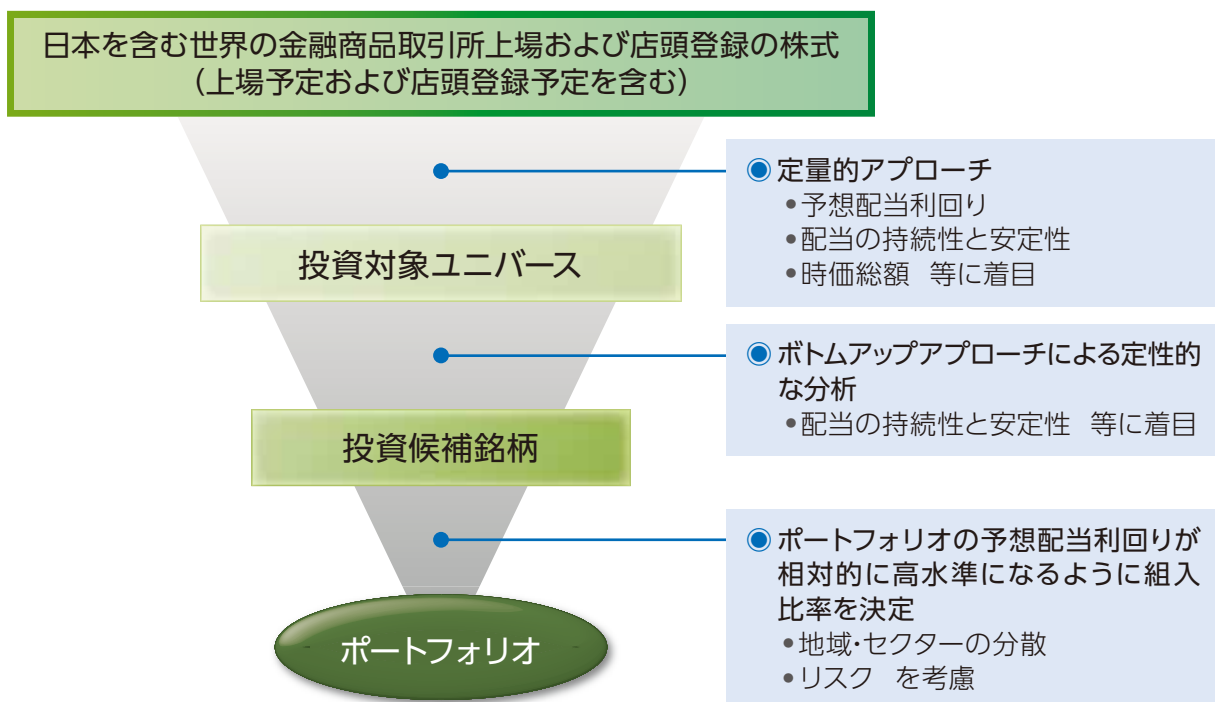 日本を含む世界の金融商品取引所上場および店頭登録の株式
(上場予定および店頭登録予定を含む)
◉定量的アプローチ
•予想配当利回り
•配当の持続性と安定性
•時価総額 等に着目
投資対象ユニバース
◉ボトムアップアプローチによる定性的
な分析
•配当の持続性と安定性 等に着目
投資候補銘柄
◉ポートフォリオの予想配当利回りが
相対的に高水準になるように組入
比率を決定
•地域・セクターの分散
•リスク を考慮
ポートフォリオ